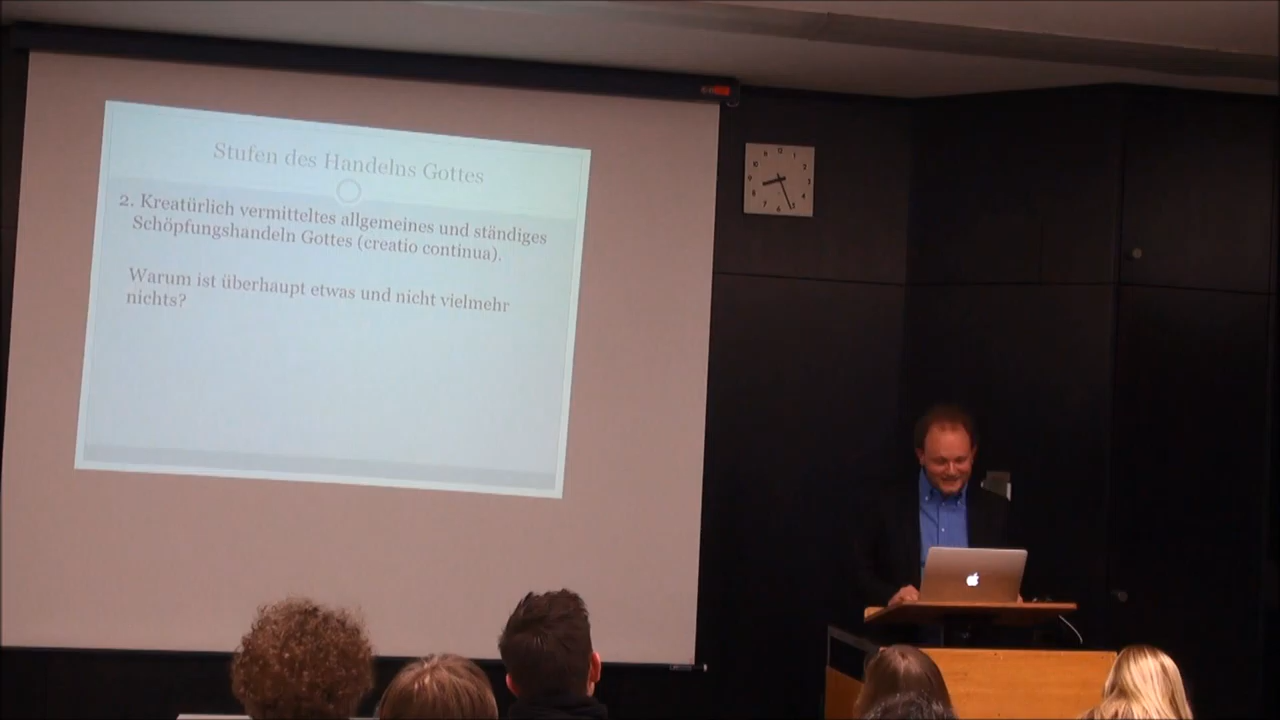 Stufen des Handelns Gottes
2. Kreatürlich vermitteltes allgemeines und ständiges
Schöpfungshandeln Gottes (creatio continua).
Warum ist überhaupt etwas und nicht vielmehr
nichts?